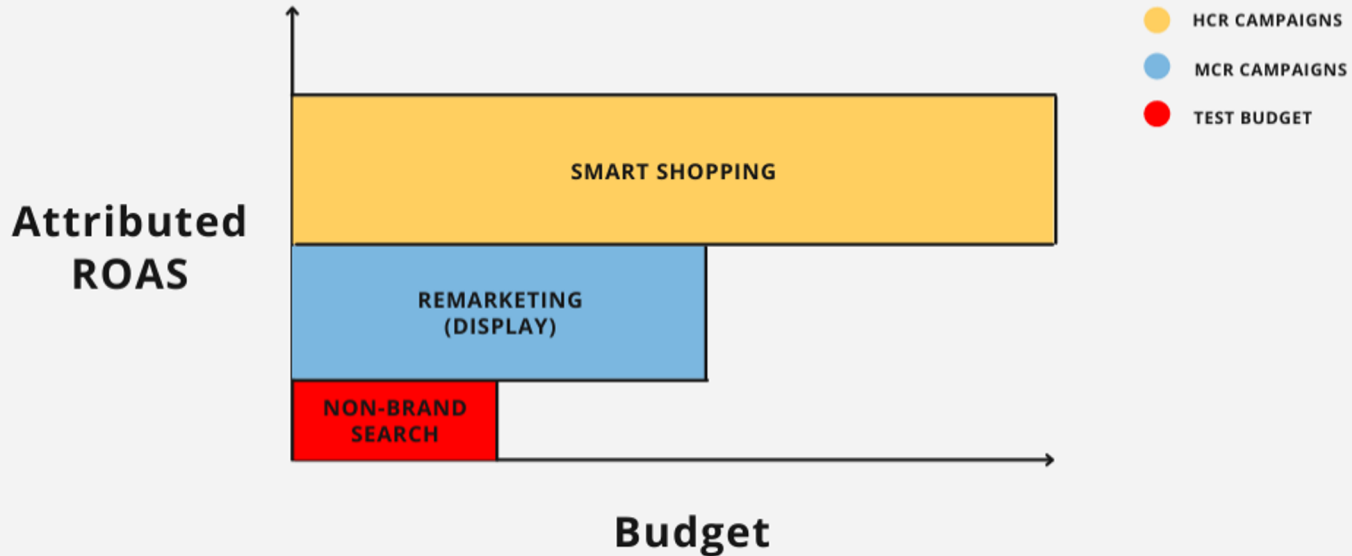 HCR CAMPAIGNS
MCR CAMPAIGNS
TEST BUDGET
SMART SHOPPING
Attributed
ROAS
REMARKETING
(DISPLAY)
NON-BRAND
SEARCH
Budget